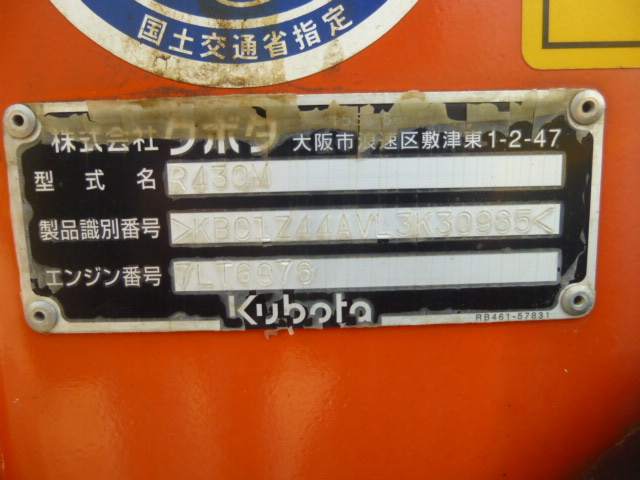 国土交通省指定
株式会社 クボタ 大阪市浪速区敷津東1-2-47
型式名 R430M
製品識別番号 >KBC1Z44AVL3K30985<
エンジン番号 7LT6976
Kubota
RB461-57831